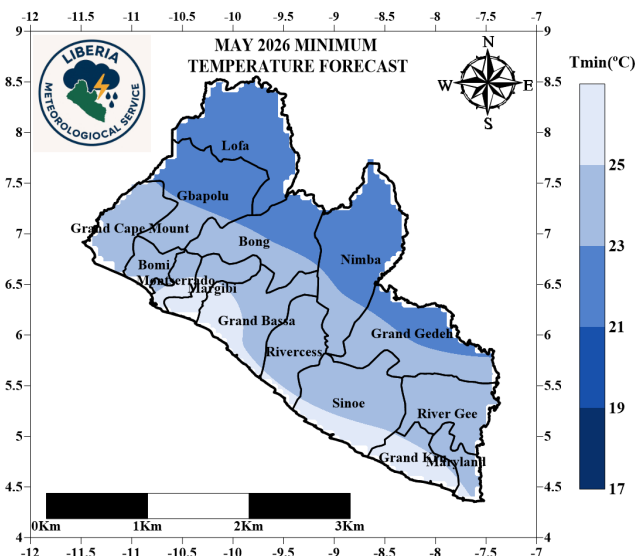 -12 -11.5 -11 -10.5 -10 -9.5 -9 -8.5 -8 -7.5 -7
MAY 2026 MINIMUM
TEMPERATURE FORECAST
LIBERIA
METEOROLOGIOCAL SERVICE
N
W E
S
Tmin(ºC)
25
23
21
19
17
8.5
8
7.5
7
6.5
6
5.5
5
4.5
4
Lofa
Gbapolu
Grand Cape Mount
Bong
Bomi
Nimba
Montserrado
Margibi
Grand Bassa
Grand Gedeh
Rivercess
Sinoe
River Gee
Grand Kru
Maryland
0Km 1Km 2Km 3Km
-12 -11.5 -11 -10.5 -10 -9.5 -9 -8.5 -8 -7.5 -7